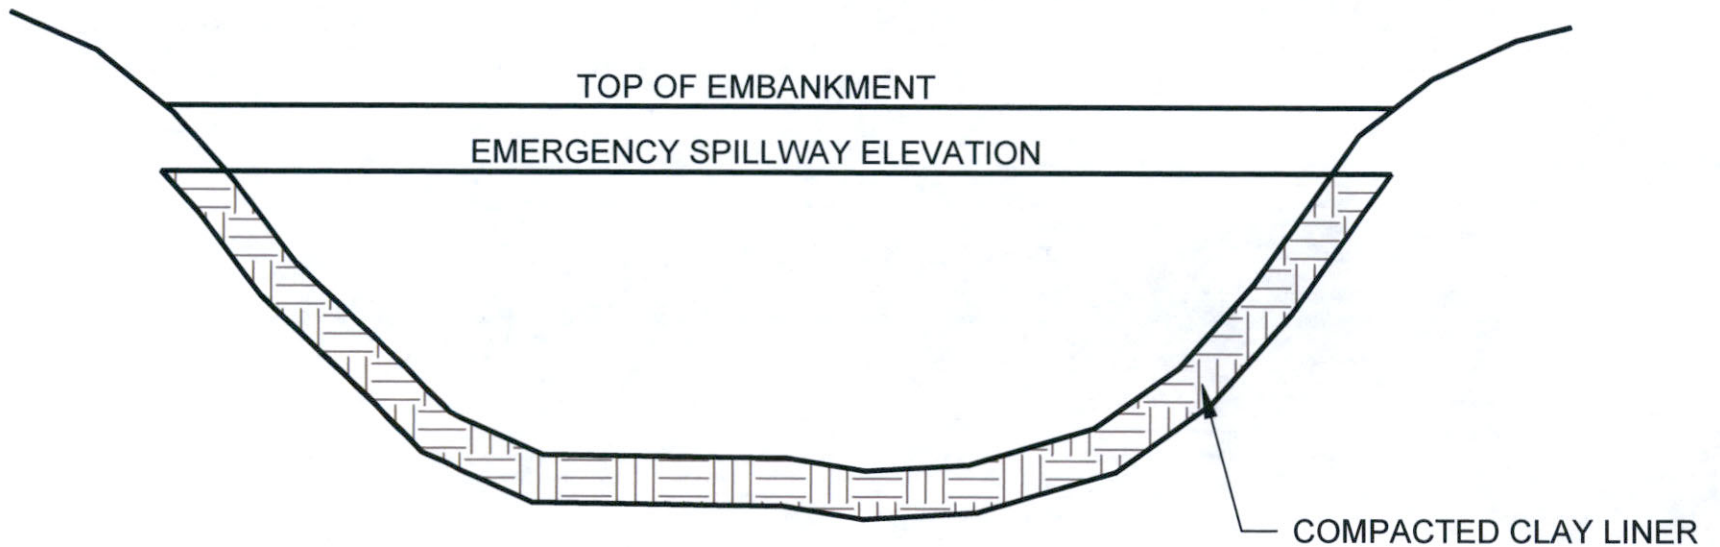 TOP OF EMBANKMENT
EMERGENCY SPILLWAY ELEVATION
COMPACTED CLAY LINER